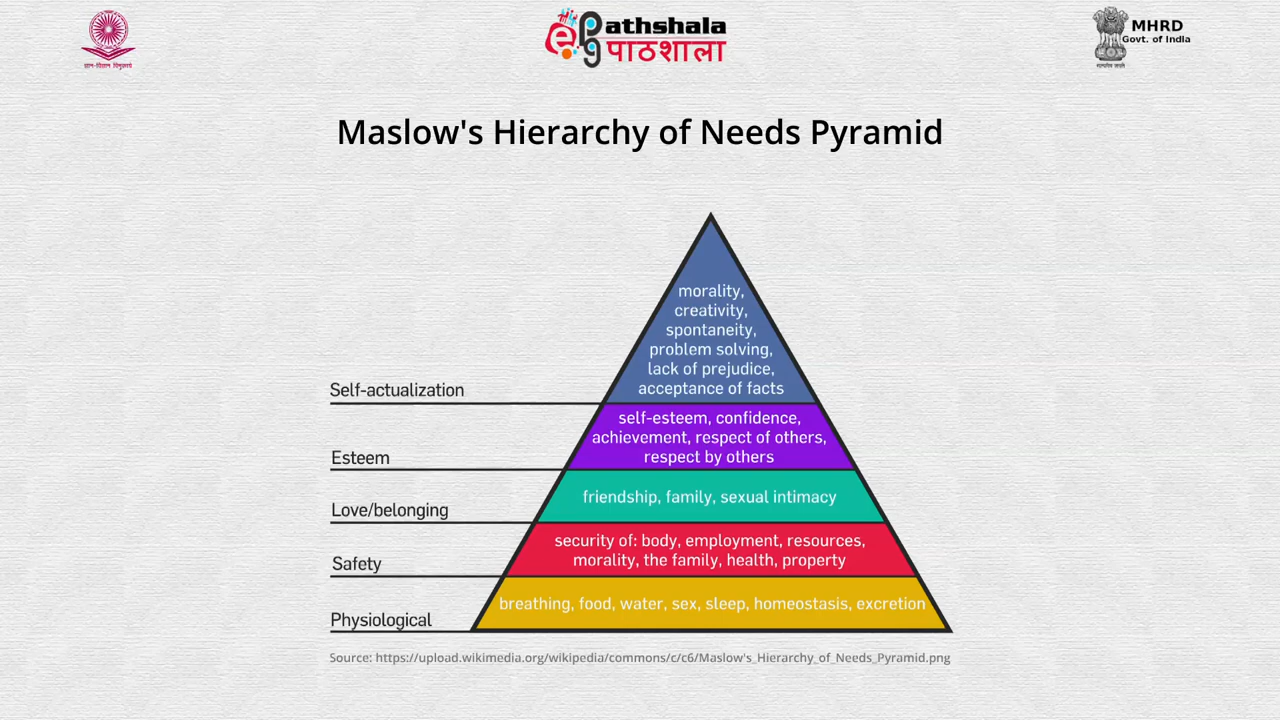 ePG Pathshala
पाठशाला
MHRD
Govt. of India
Maslow's Hierarchy of Needs Pyramid
morality,
creativity,
spontaneity,
problem solving,
lack of prejudice,
acceptance of facts
Self-actualization
self-esteem, confidence,
achievement, respect of others,
respect by others
Esteem
friendship, family, sexual intimacy
Love/belonging
security of: body, employment, resources,
morality, the family, health, property
Safety
breathing, food, water, sex, sleep, homeostasis, excretion
Physiological
Source: https://upload.wikimedia.org/wikipedia/commons/c/c6/Maslow's_Hierarchy_of_Needs_Pyramid.png